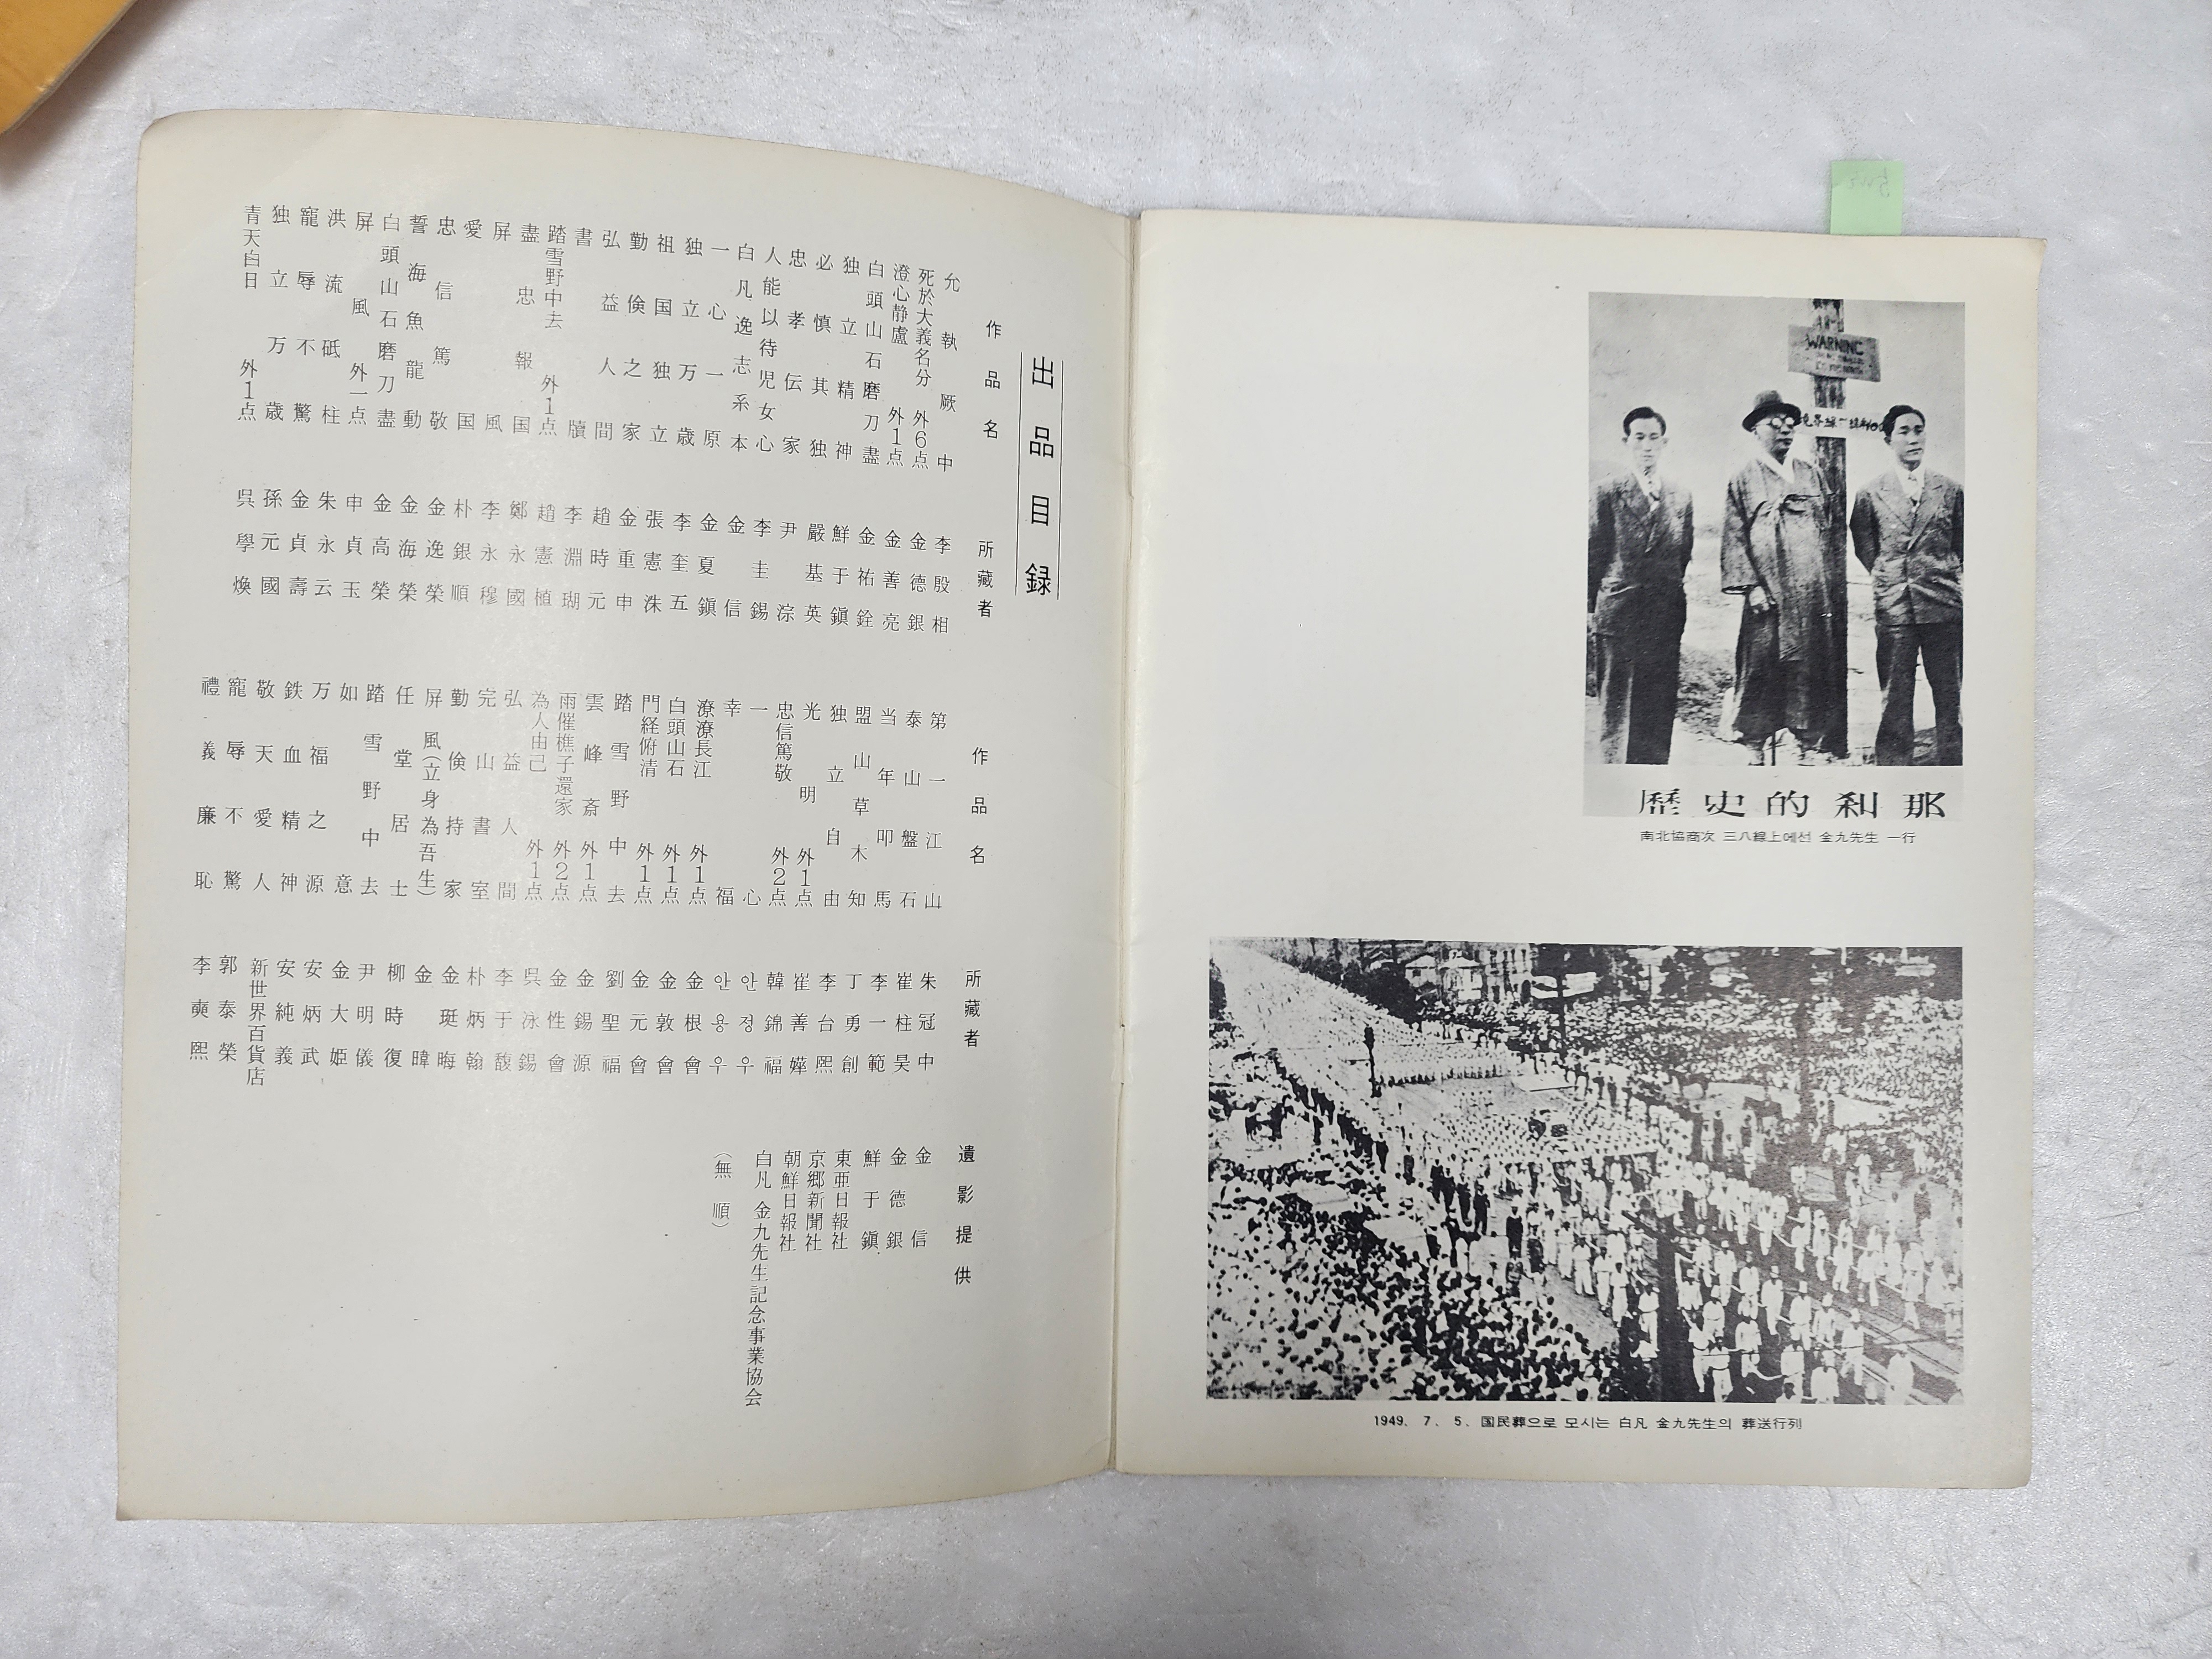 WARNING
歷史的刹那
南北協商次 三八線上에선 金九先生 一行
1949. 7. 5. 国民葬으로 모시는 白凡 金九先生의 葬送行列
出品目録
作品名 所藏者
允執厥中 李殷相
死於大義名分 外6点 金德銀
澄心静盧 外1点 金善亮
白頭山石磨刀盡 金祐銓
独立精神 鮮于鎭
必慎其独 嚴基英
忠孝伝家 尹淙
人能以待児女心 李圭錫
白凡逸志系本 金信
一心一原 金夏鎭
独立万歳 李奎五
祖国独立 張憲洙
勤倹之家 金重申
弘益人間 趙時元
書牘 李淵瑚
踏雪野中去 外1点 趙憲植
盡忠報国 鄭永國
屏風 李永穆
愛国 朴銀順
忠信篤敬 金逸榮
誓海魚龍動 金海榮
白頭山石磨刀盡 金高榮
屏風 外一点 申貞玉
洪流砥柱 朱永云
寵辱不驚 金貞壽
独立万歳 孫元國
青天白日 外1点 呉學煥
作品名 所藏者
第一江山 朱冠中
泰山盤石 崔柱昊
当年叩馬 李一範
盟山草木知 丁勇創
独立自由 李台熙
光明 外1点 崔善嬅
忠信篤敬 外2点 韓錦福
一心 안정우
幸福 안용우
潦潦長江 外1点 金根會
白頭山石 外1点 金敦會
門経俯清 外1点 金元會
踏雪野中去 劉聖福
雲峰斎 外1点 金錫源
雨催樵子還家 外2点 金性會
為人由己 外1点 呉泳錫
弘益人間 李于馥
完山書室 朴炳翰
勤倹持家 金珽晦
屏風(立身為吾生) 金暐
任堂居士 柳時復
踏雪野中去 尹明儀
如意 金大姫
万福之源 安炳武
鉄血精神 安純義
敬天愛人 新世界百貨店
寵辱不驚 郭泰榮
禮義廉恥 李奭熙
遺影提供
金信
金德銀
鮮于鎭
東亜日報社
京郷新聞社
朝鮮日報社
白凡 金九先生記念事業協会
(無順)